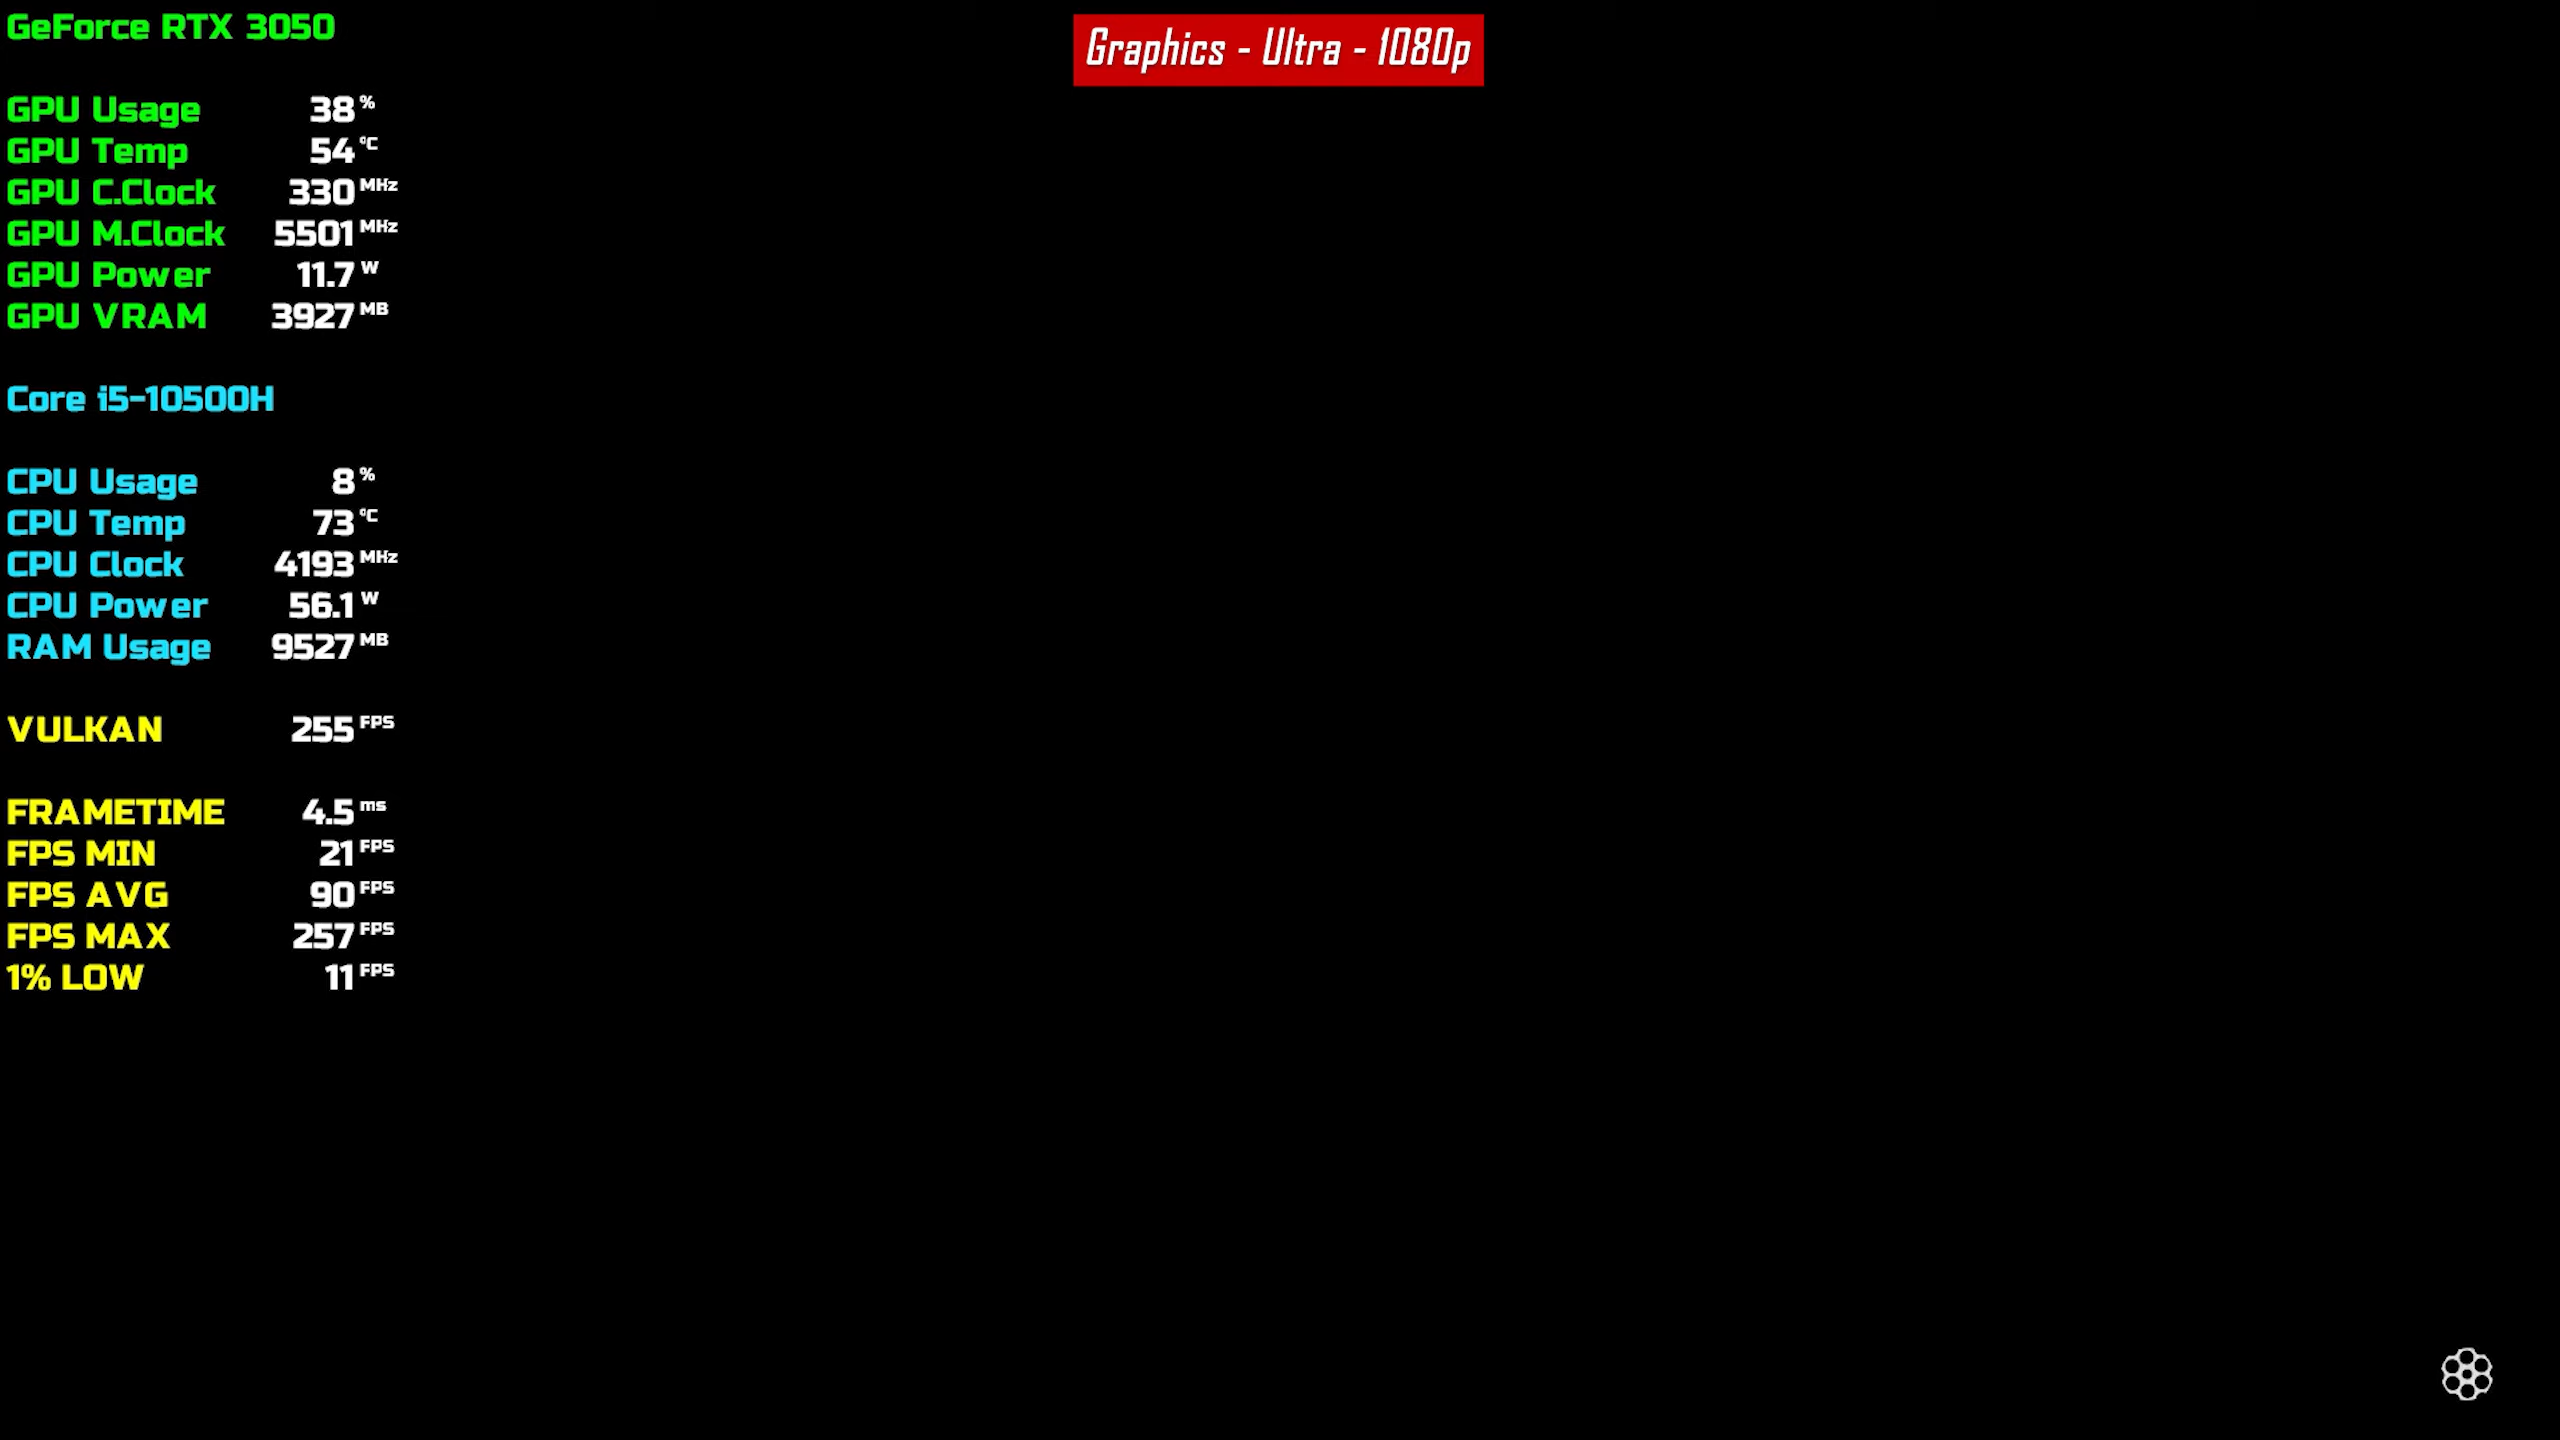 GeForce RTX 3050
Graphics - Ultra - 1080p
GPU Usage 38 %
GPU Temp 54 °C
GPU C.Clock 330 MHz
GPU M.Clock 5501 MHz
GPU Power 11.7 W
GPU VRAM 3927 MB
Core i5-10500H
CPU Usage 8 %
CPU Temp 73 °C
CPU Clock 4193 MHz
CPU Power 56.1 W
RAM Usage 9527 MB
VULKAN 255 FPS
FRAMETIME 4.5 ms
FPS MIN 21 FPS
FPS AVG 90 FPS
FPS MAX 257 FPS
1% LOW 11 FPS